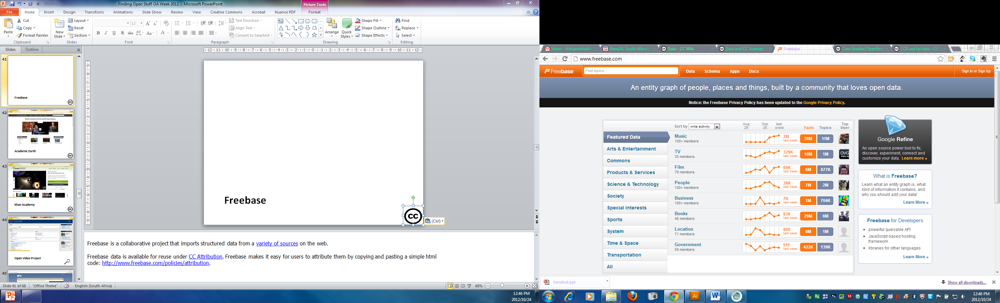 Finding Open Stuff OA Week 2012 - Microsoft PowerPoint
Picture Tools
File Home Insert Design Transitions Animations Slide Show Review View Creative Commons Acrobat Nuance PDF Format
Paste
Cut
Copy
Format Painter
Clipboard
New Slide
Layout
Reset
Section
Slides
12
Font
Text Direction
Align Text
Convert to SmartArt
Paragraph
Arrange
Quick Styles
Shape Fill
Shape Outline
Shape Effects
Drawing
Find
Replace
Select
Editing
Slides Outline
41
Freebase
42
Academic Earth
43
Khan Academy
44
Open Video Project
45
Freebase
cc
(Ctrl)
Freebase is a collaborative project that imports structured data from a variety of sources on the web.
Freebase data is available for reuse under CC Attribution. Freebase makes it easy for users to attribute them by copying and pasting a simple html
code: http://www.freebase.com/policies/attribution.
Slide 41 of 68 "Office Theme" English (South Africa) 68%
12:46 PM
2012/10/24
Inbox - shihaamshaikh News24, South Africa's Data - CC Wiki Data and CC licenses - Freebase Case Studies/OpenStre CC0 use for data - CC
www.freebase.com
Freebase Find topics... Data Schema Apps Docs Sign In or Sign Up
An entity graph of people, places and things, built by a community that loves open data.
Notice: the Freebase Privacy Policy has been updated to the Google Privacy Policy.
Sort by write activity
Aug 29 Sep 26 last week Facts Topics Top User
Featured Data
Arts & Entertainment
Commons
Products & Services
Science & Technology
Society
Special Interests
Sports
System
Time & Space
Transportation
All
Music 2M 38M 11M
100+ members last week
TV 329K 10M 1M OVG
35 members last week
Film 69K 6M 877K
79 members last week
People 38K 7M 2M
100+ members last week
Business 7K 1M 704K
100+ members last week
Books 838 29M 6M
46 members last week
Location 800 8M 1M
71 members last week
Government 511 422K 139K
59 members last week
Google Refine
An open source power tool to fix,
discover, experiment, connect and
customize your data. Learn more »
What is Freebase?
Learn what an entity graph is, what
kind of information it contains, and
why you should add your data!
Learn More »
Freebase for Developers
powerful queryable API
JavaScript-based hosting
framework
libraries for other languages
Learn More »
handout.ppt
Show all downloads...
12:46 PM
2012/10/24